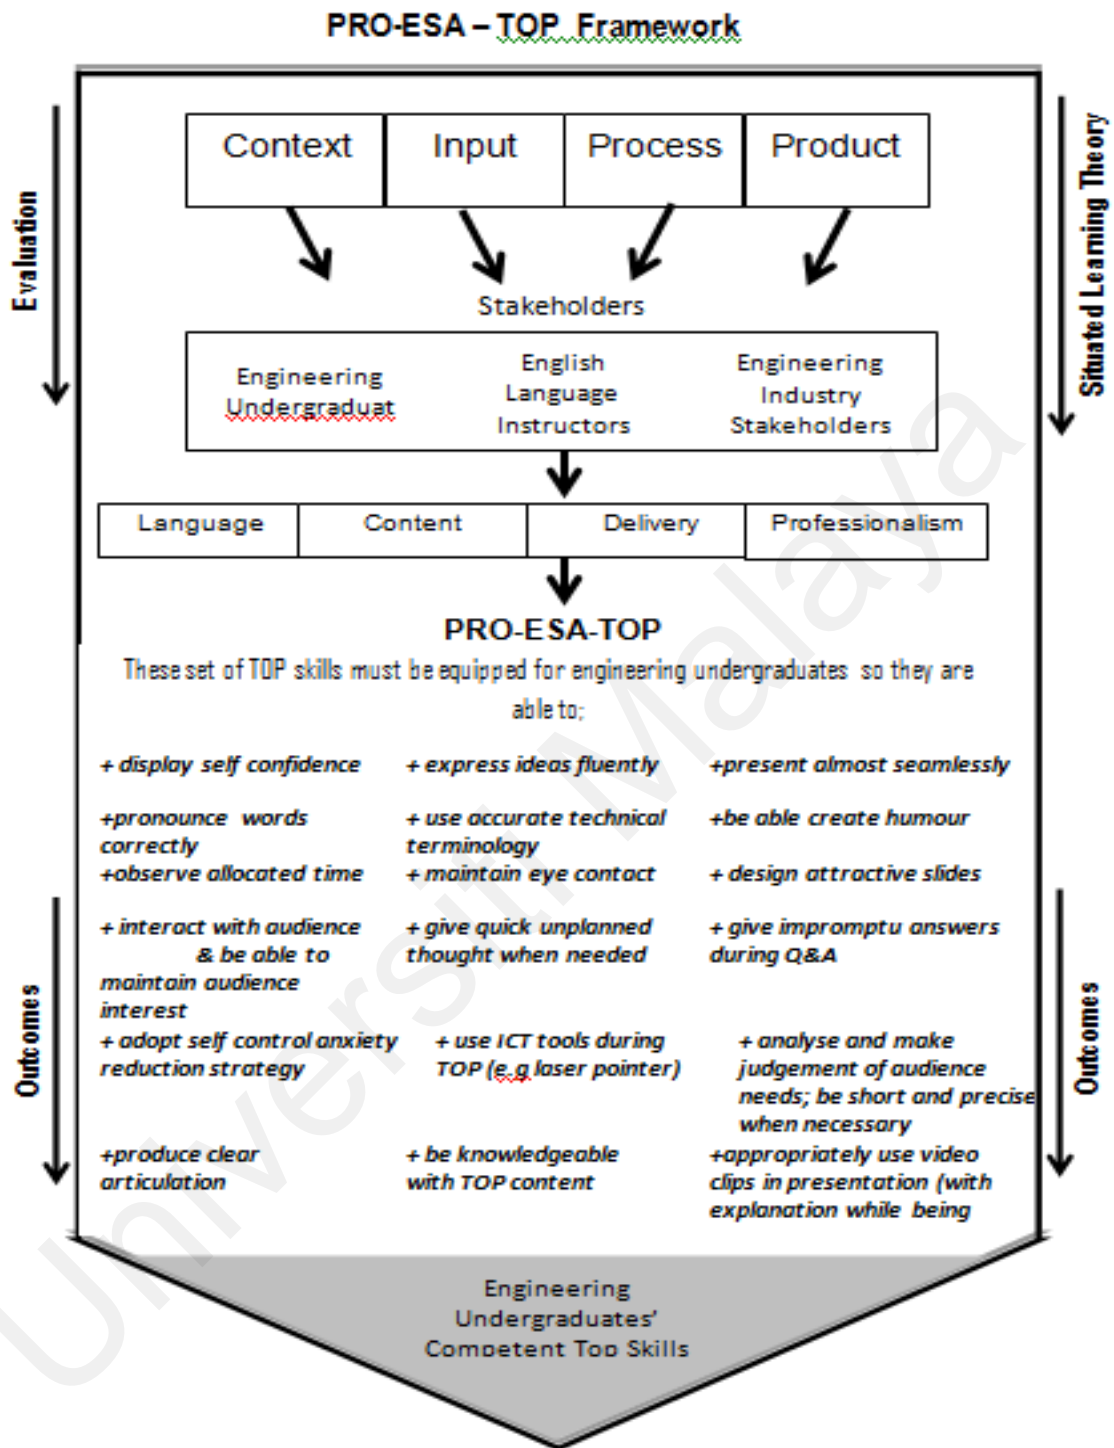 PRO-ESA – TOP Framework
Context Input Process Product
Evaluation
Situated Learning Theory
Stakeholders
Engineering
Undergraduat
English
Language
Instructors
Engineering
Industry
Stakeholders
Language Content Delivery Professionalism
PRO-ESA-TOP
These set of TOP skills must be equipped for engineering undergraduates so they are
able to;
+ display self confidence
+ express ideas fluently
+present almost seamlessly
+pronounce words
correctly
+ use accurate technical
terminology
+be able create humour
+observe allocated time
+ maintain eye contact
+ design attractive slides
+ interact with audience
& be able to
maintain audience
interest
+ give quick unplanned
thought when needed
+ give impromptu answers
during Q&A
+ adopt self control anxiety
reduction strategy
+ use ICT tools during
TOP (e.g laser pointer)
+ analyse and make
judgement of audience
needs; be short and precise
when necessary
+produce clear
articulation
+ be knowledgeable
with TOP content
+appropriately use video
clips in presentation (with
explanation while being
Outcomes
Outcomes
Engineering
Undergraduates'
Competent Top Skills
Universiti Malaya